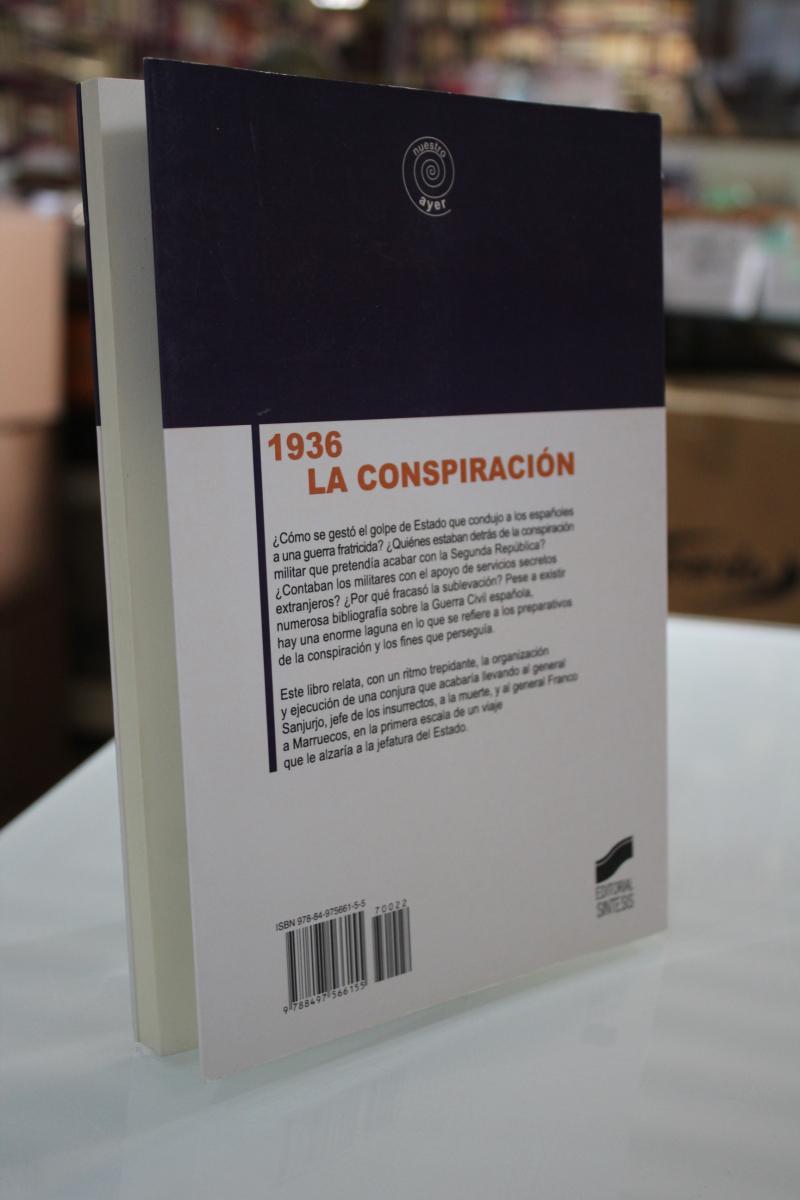 nuestro
ayer
1936
LA CONSPIRACIÓN
¿Cómo se gestó el golpe de Estado que condujo a los españoles
a una guerra fratricida? ¿Quiénes estaban detrás de la conspiración
militar que pretendía acabar con la Segunda República?
¿Contaban los militares con el apoyo de servicios secretos
extranjeros? ¿Por qué fracasó la sublevación? Pese a existir
numerosa bibliografía sobre la Guerra Civil española,
hay una enorme laguna en lo que se refiere a los preparativos
de la conspiración y los fines que perseguía.
Este libro relata, con un ritmo trepidante, la organización
y ejecución de una conjura que acabaría llevando al general
Sanjurjo, jefe de los insurrectos, a la muerte, y al general Franco
a Marruecos, en la primera escala de un viaje
que le alzaría a la jefatura del Estado.
EDITORIAL
SINTESIS
ISBN 978-84-975661-5-5
70022
9 788497 566155